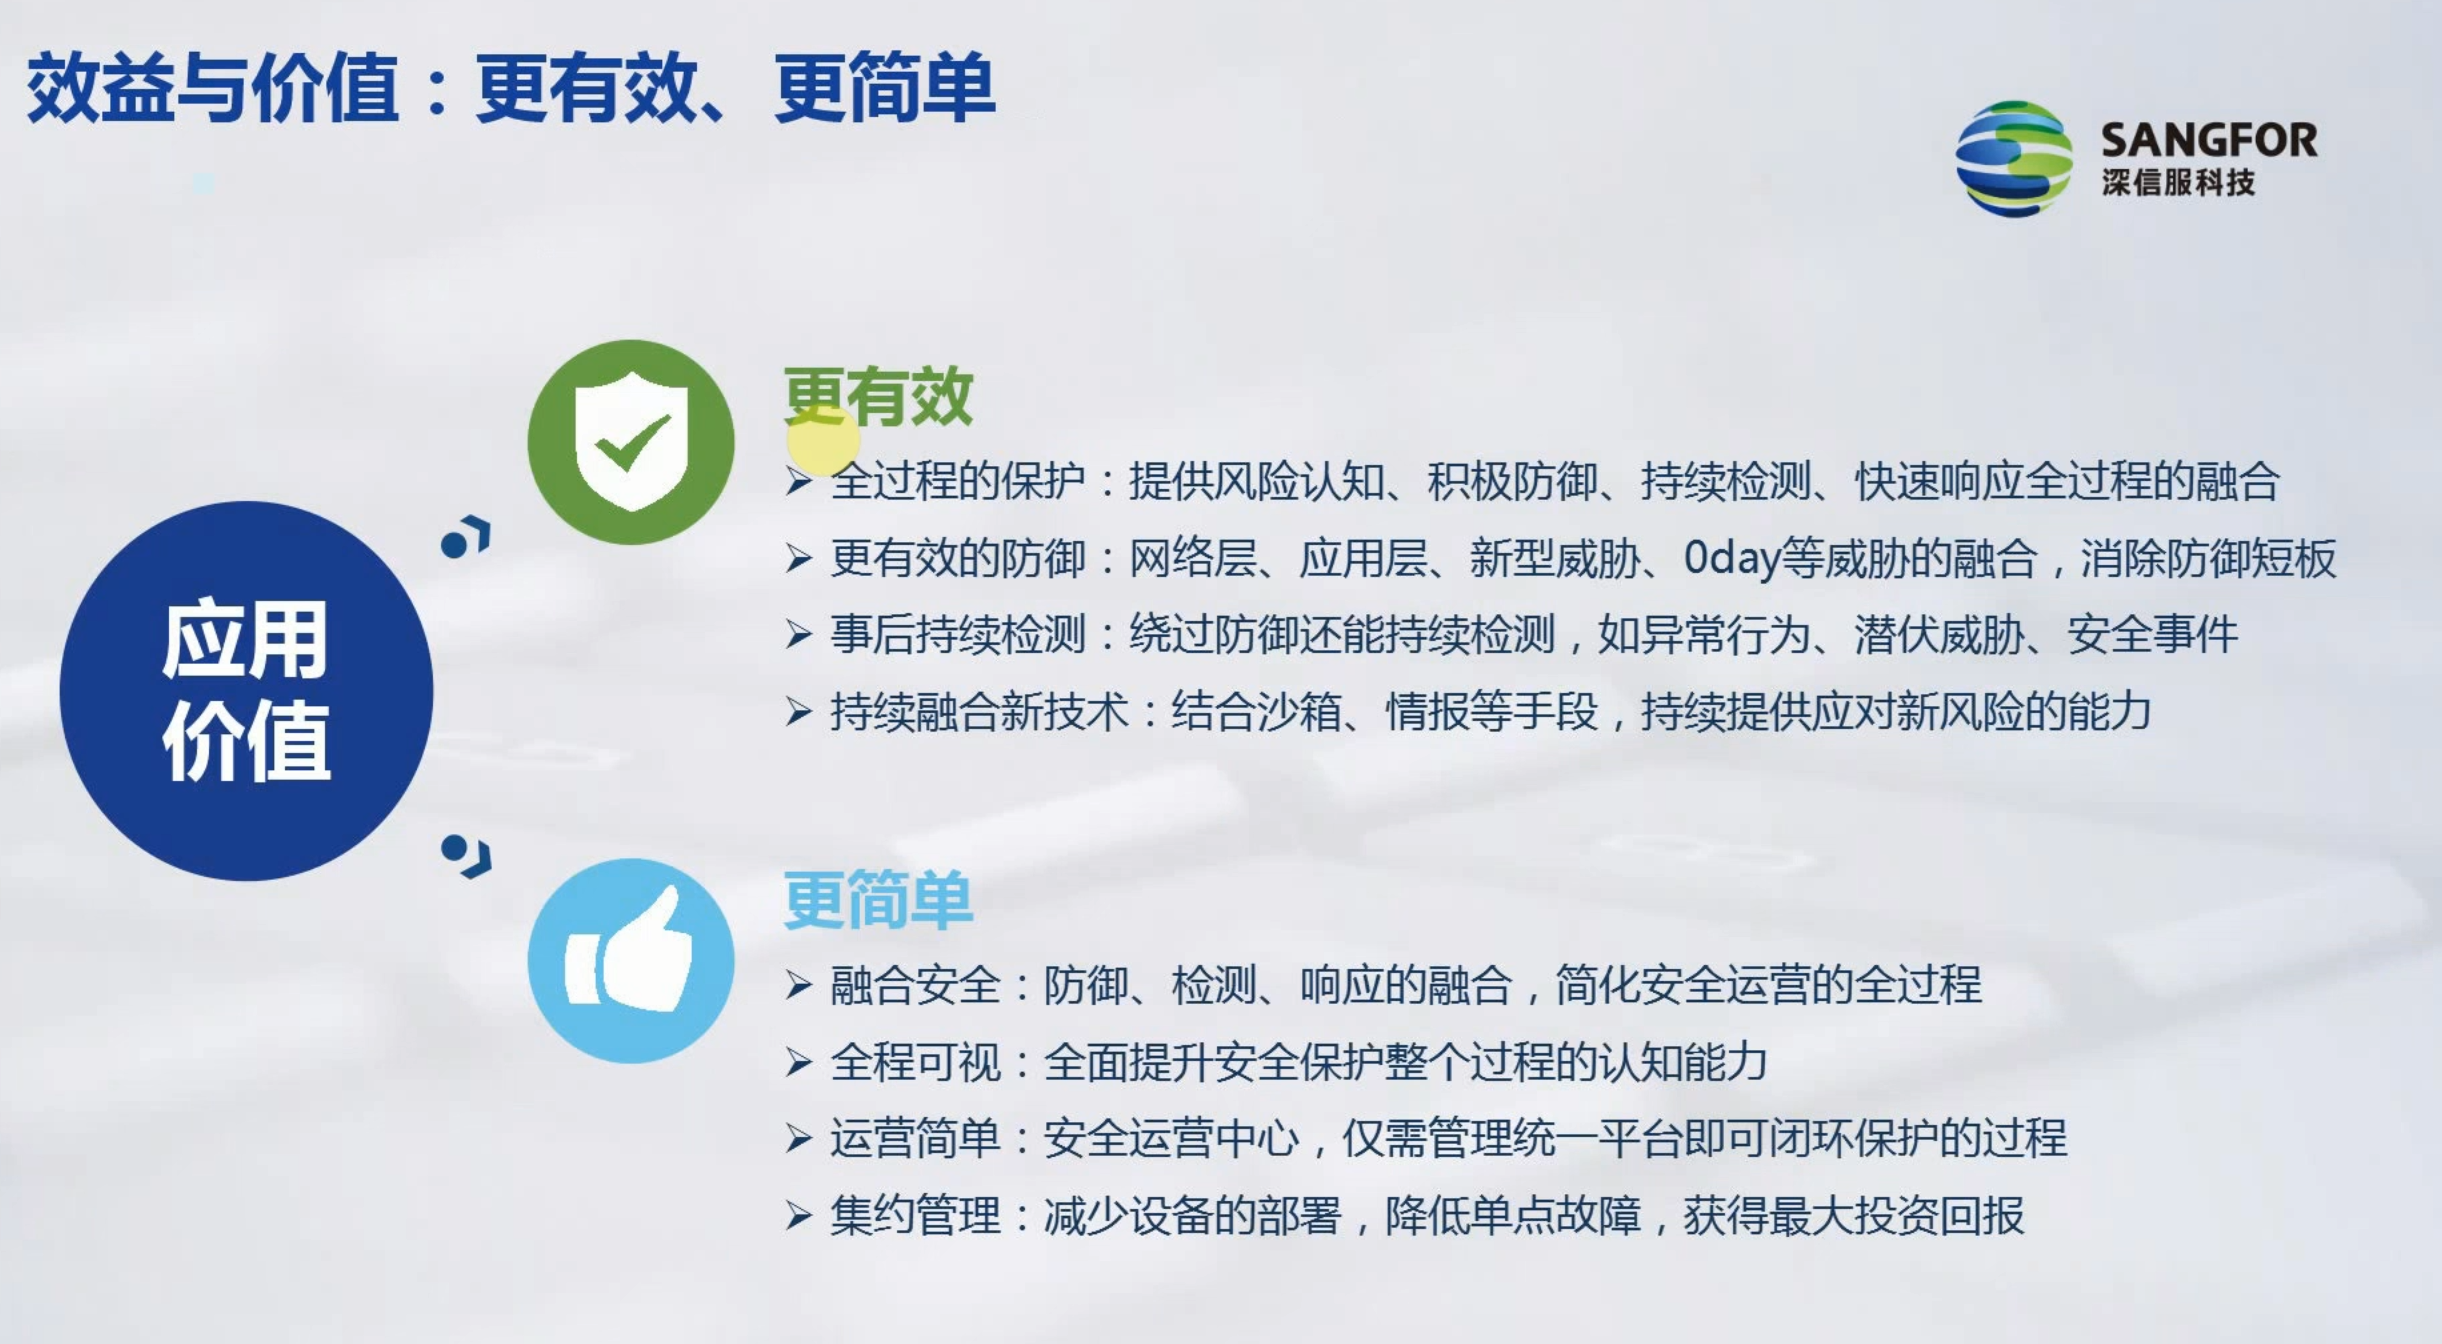 效益与价值：更有效、更简单
SANGFOR
深信服科技
应用
价值
更有效
➢ 全过程的保护：提供风险认知、积极防御、持续检测、快速响应全过程的融合
➢ 更有效的防御：网络层、应用层、新型威胁、0day等威胁的融合，消除防御短板
➢ 事后持续检测：绕过防御还能持续检测，如异常行为、潜伏威胁、安全事件
➢ 持续融合新技术：结合沙箱、情报等手段，持续提供应对新风险的能力
更简单
➢ 融合安全：防御、检测、响应的融合，简化安全运营的全过程
➢ 全程可视：全面提升安全保护整个过程的认知能力
➢ 运营简单：安全运营中心，仅需管理统一平台即可闭环保护的过程
➢ 集约管理：减少设备的部署，降低单点故障，获得最大投资回报